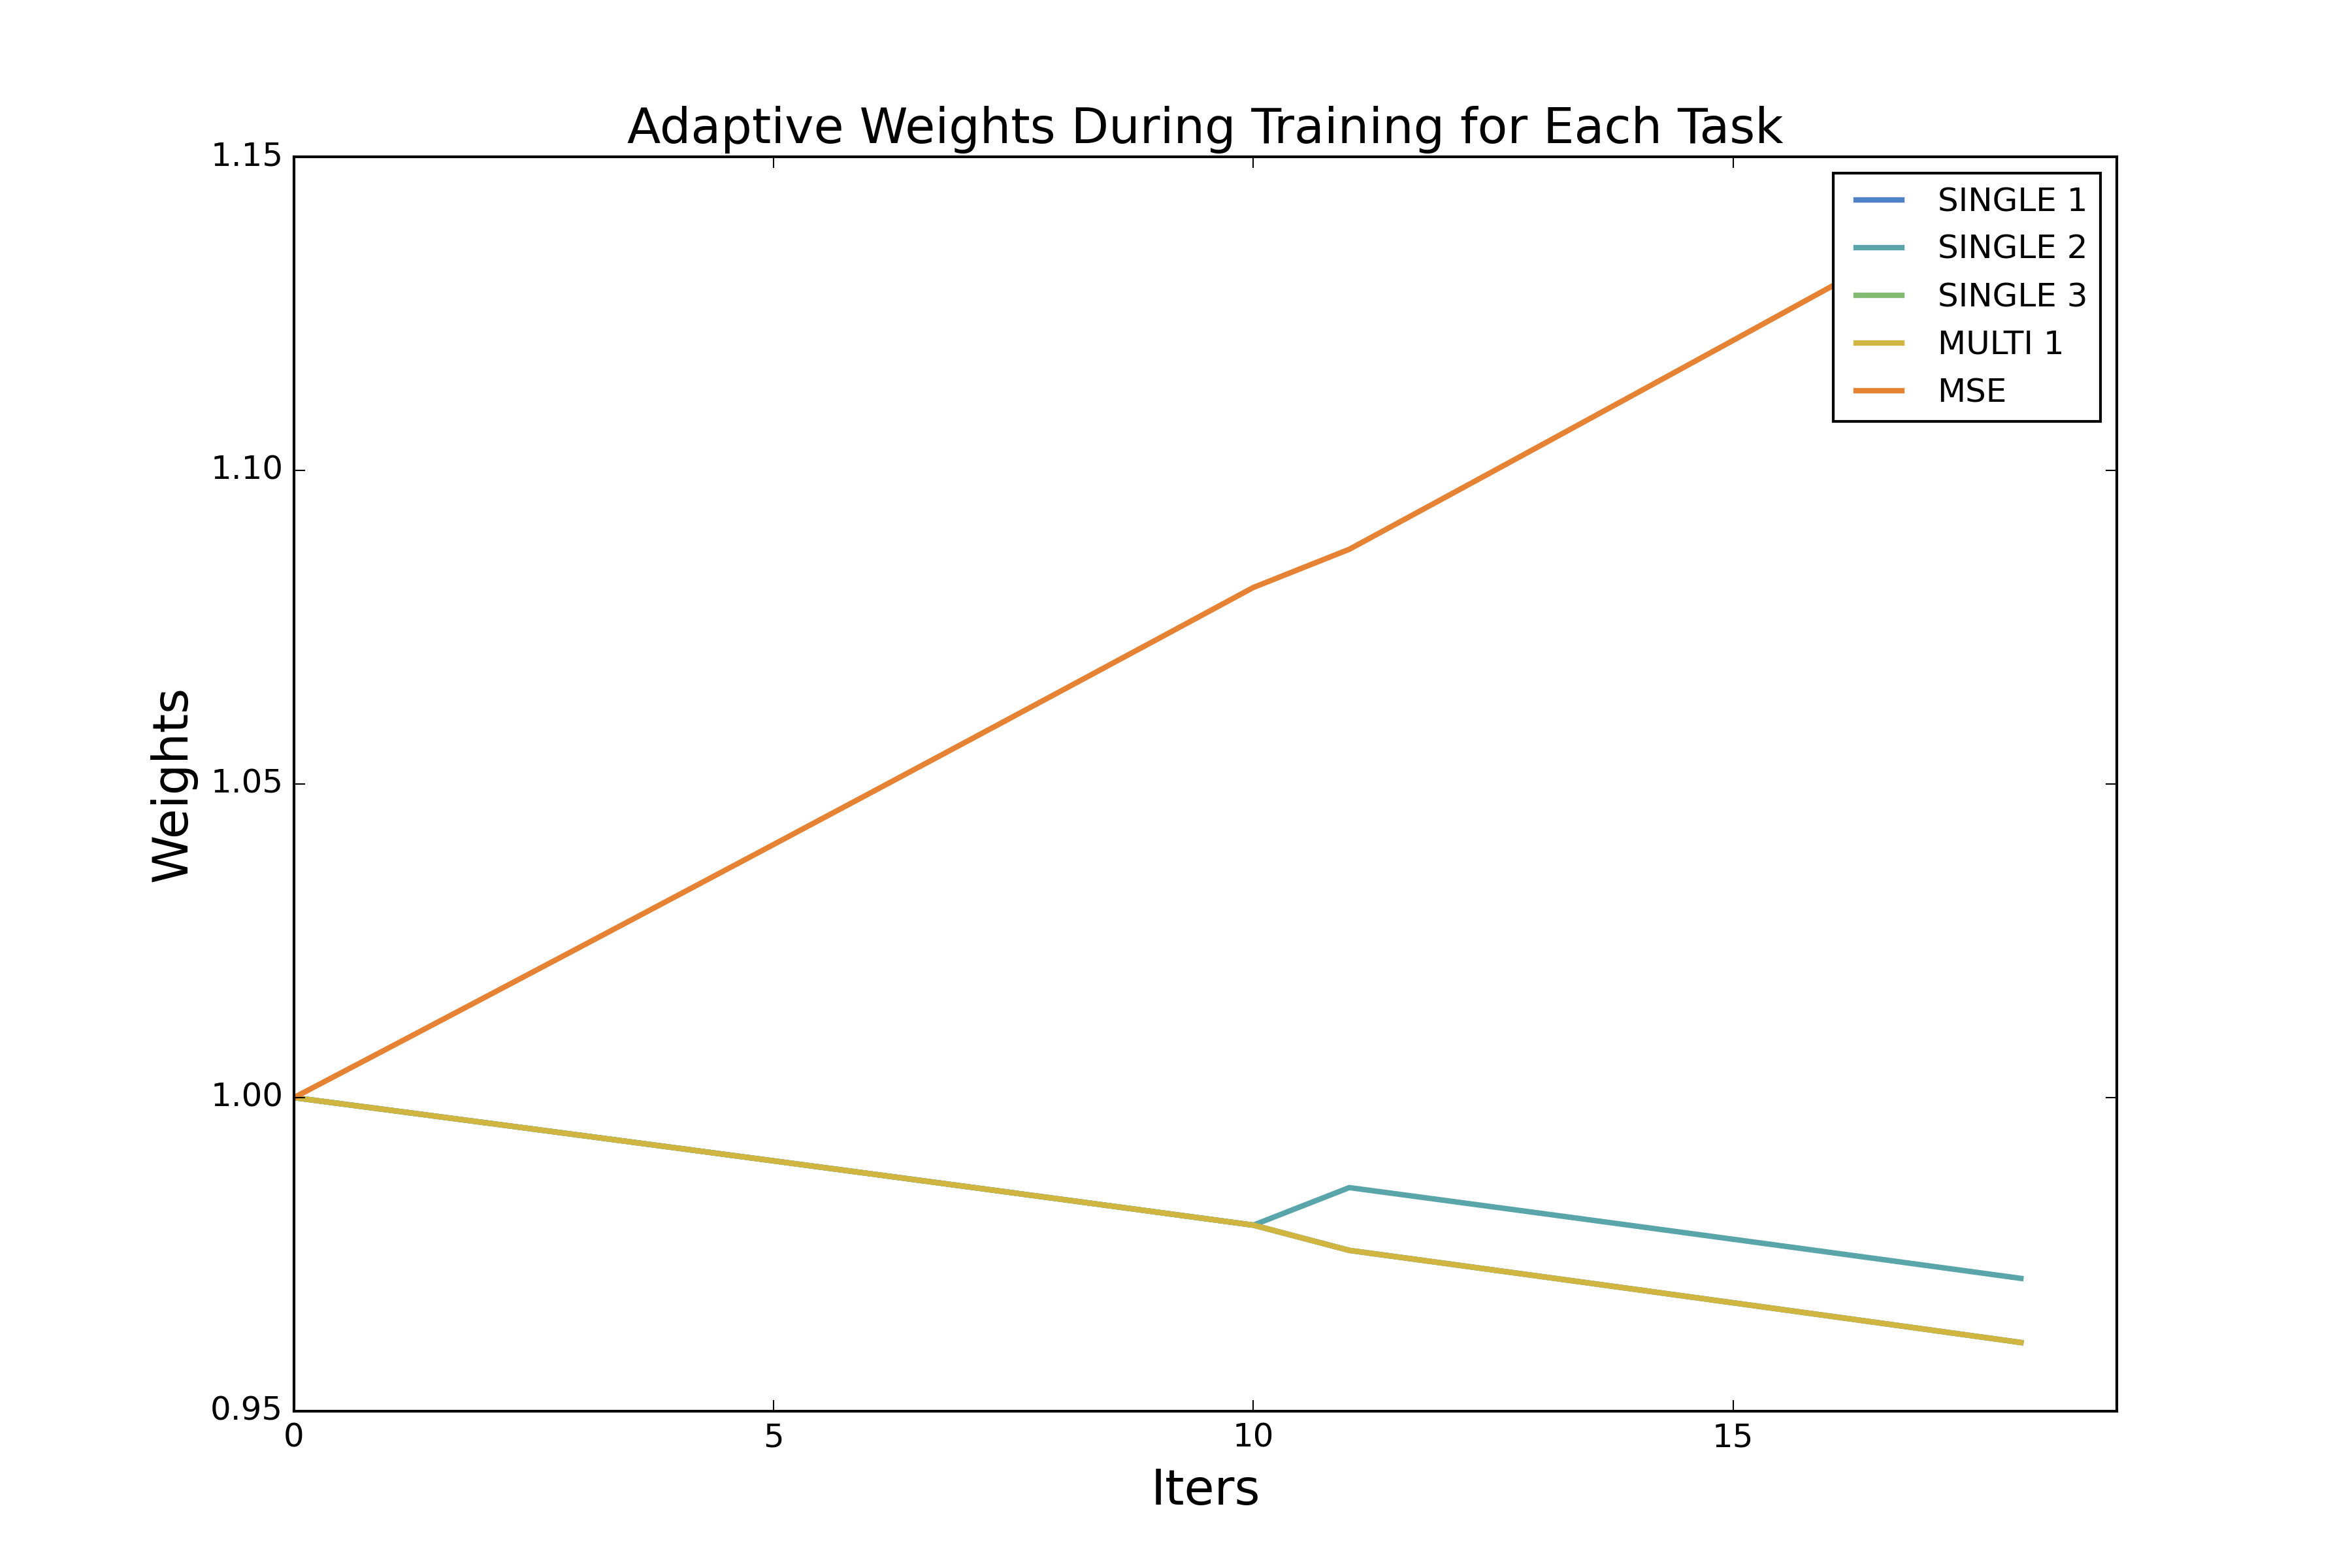 Adaptive Weights During Training for Each Task
1.15
1.10
1.05
1.00
0.95
Weights
SINGLE 1
SINGLE 2
SINGLE 3
MULTI 1
MSE
0 5 10 15
Iters